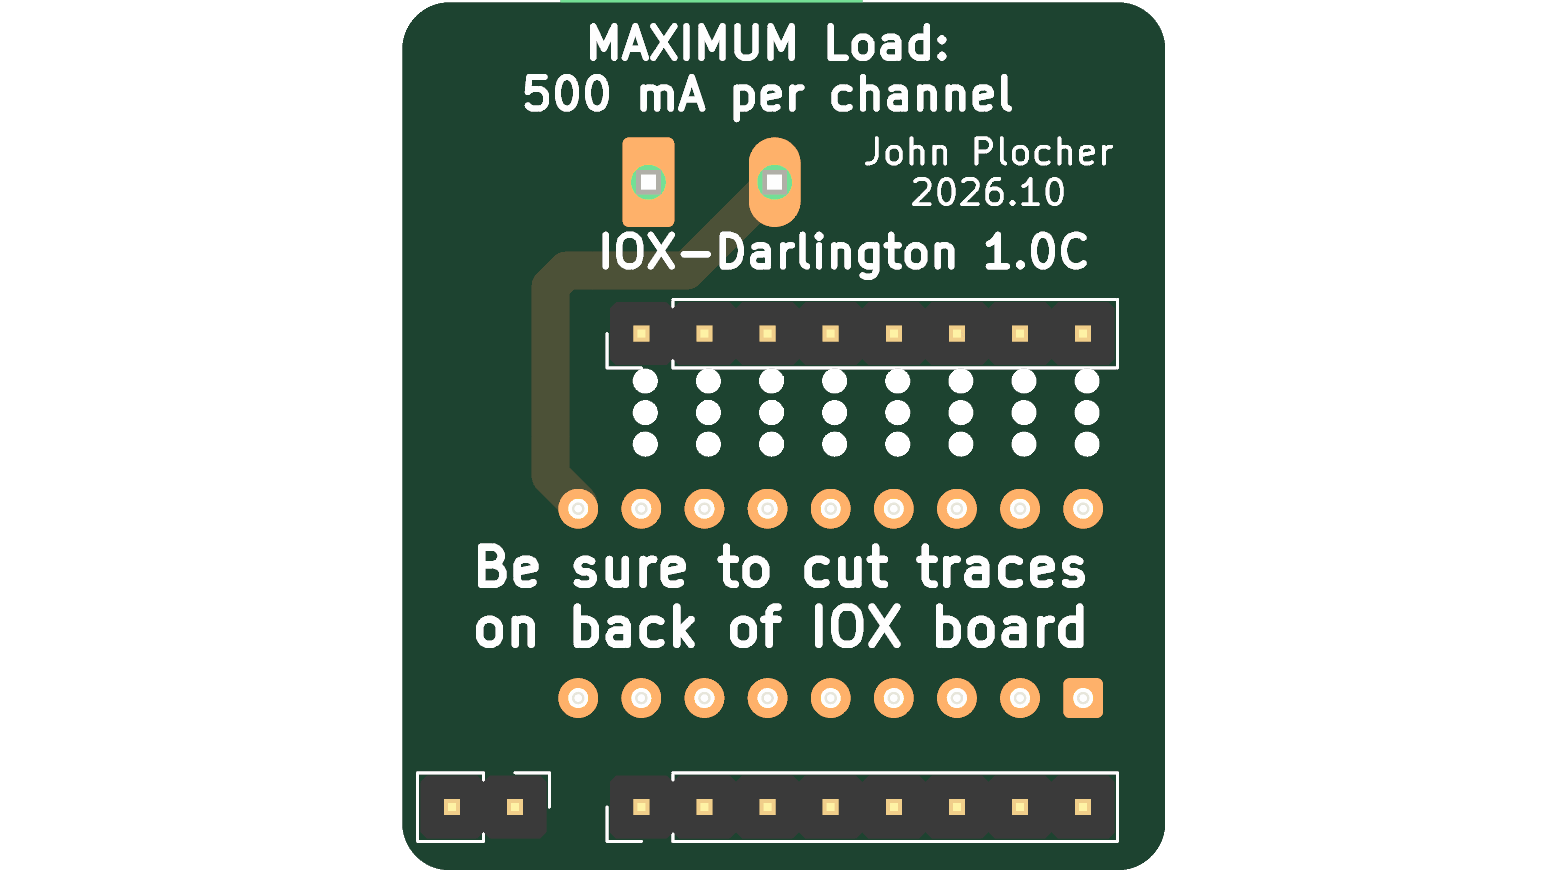 MAXIMUM Load:
500 mA per channel
John Plocher
2026.10
IOX-Darlington 1.0C
Be sure to cut traces
on back of IOX board